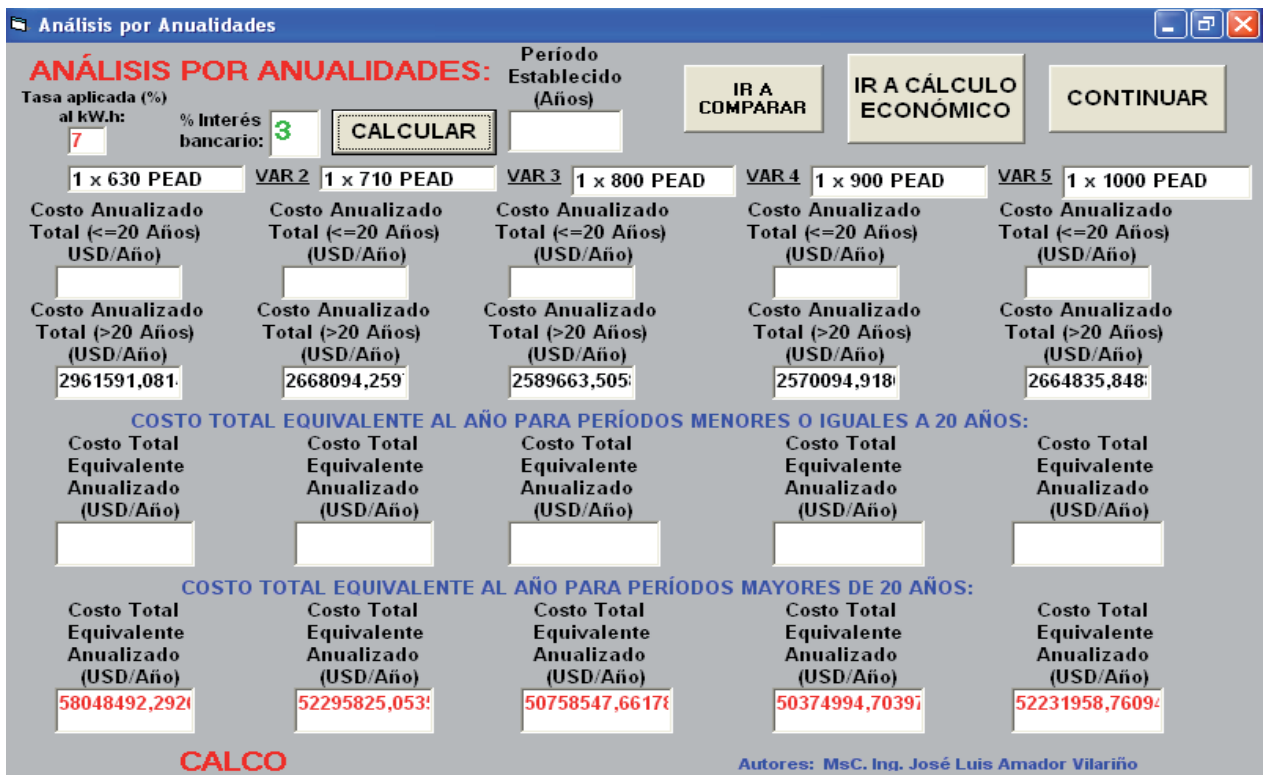 Análisis por Anualidades
ANÁLISIS POR ANUALIDADES:
Tasa aplicada (%)
al kW.h:
7
% Interés
bancario:
3
CALCULAR
Período
Establecido
(Años)
IR A
COMPARAR
IR A CÁLCULO
ECONÓMICO
CONTINUAR
1 x 630 PEAD
VAR 2
1 x 710 PEAD
VAR 3
1 x 800 PEAD
VAR 4
1 x 900 PEAD
VAR 5
1 x 1000 PEAD
Costo Anualizado
Total (<=20 Años)
USD/Año)
Costo Anualizado
Total (<=20 Años)
(USD/Año)
Costo Anualizado
Total (<=20 Años)
(USD/Año)
Costo Anualizado
Total (<=20 Años)
(USD/Año)
Costo Anualizado
Total (<=20 Años)
(USD/Año)
Costo Anualizado
Total (>20 Años)
(USD/Año)
2961591,081
Costo Anualizado
Total (>20 Años)
(USD/Año)
2668094,259
Costo Anualizado
Total (>20 Años)
(USD/Año)
2589663,505
Costo Anualizado
Total (>20 Años)
(USD/Año)
2570094,918
Costo Anualizado
Total (>20 Años)
(USD/Año)
2664835,848
COSTO TOTAL EQUIVALENTE AL AÑO PARA PERÍODOS MENORES O IGUALES A 20 AÑOS:
Costo Total
Equivalente
Anualizado
(USD/Año)
Costo Total
Equivalente
Anualizado
(USD/Año)
Costo Total
Equivalente
Anualizado
(USD/Año)
Costo Total
Equivalente
Anualizado
(USD/Año)
Costo Total
Equivalente
Anualizado
(USD/Año)
COSTO TOTAL EQUIVALENTE AL AÑO PARA PERÍODOS MAYORES DE 20 AÑOS:
Costo Total
Equivalente
Anualizado
(USD/Año)
58048492,292
Costo Total
Equivalente
Anualizado
(USD/Año)
52295825,053
Costo Total
Equivalente
Anualizado
(USD/Año)
50758547,6617
Costo Total
Equivalente
Anualizado
(USD/Año)
50374994,7039
Costo Total
Equivalente
Anualizado
(USD/Año)
52231958,7609
CALCO
Autores: MsC. Ing. José Luis Amador Vilariño